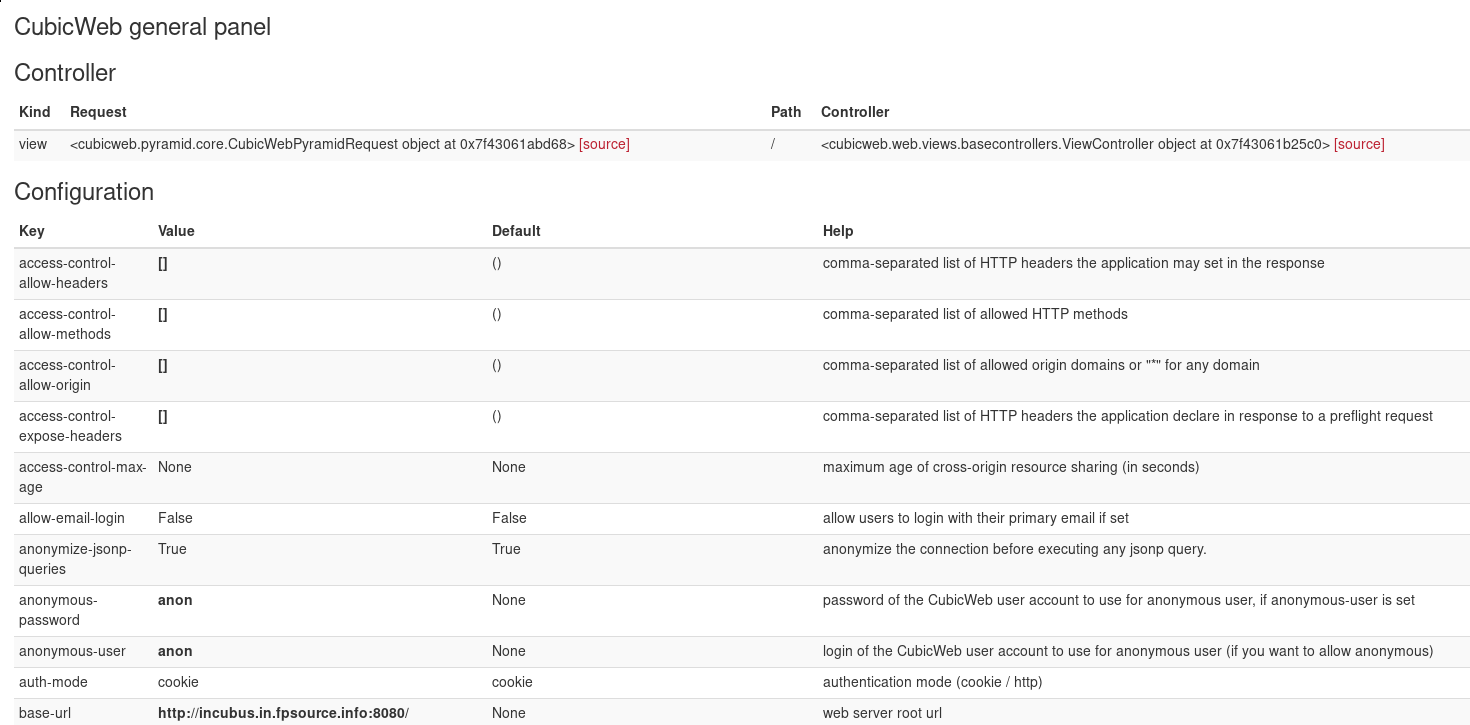 CubicWeb general panel
Controller
Kind Request Path Controller
view <cubicweb.pyramid.core.CubicWebPyramidRequest object at 0x7f43061abd68> [source] / <cubicweb.web.views.basecontrollers.ViewController object at 0x7f43061b25c0> [source]
Configuration
Key Value Default Help
access-control- [] () comma-separated list of HTTP headers the application may set in the response
allow-headers
access-control- [] () comma-separated list of allowed HTTP methods
allow-methods
access-control- [] () comma-separated list of allowed origin domains or "*" for any domain
allow-origin
access-control- [] () comma-separated list of HTTP headers the application declare in response to a preflight request
expose-headers
access-control-max- None None maximum age of cross-origin resource sharing (in seconds)
age
allow-email-login False False allow users to login with their primary email if set
anonymize-jsonp- True True anonymize the connection before executing any jsonp query.
queries
anonymous- anon None password of the CubicWeb user account to use for anonymous user, if anonymous-user is set
password
anonymous-user anon None login of the CubicWeb user account to use for anonymous user (if you want to allow anonymous)
auth-mode cookie cookie authentication mode (cookie / http)
base-url http://incubus.in.fpsource.info:8080/ None web server root url